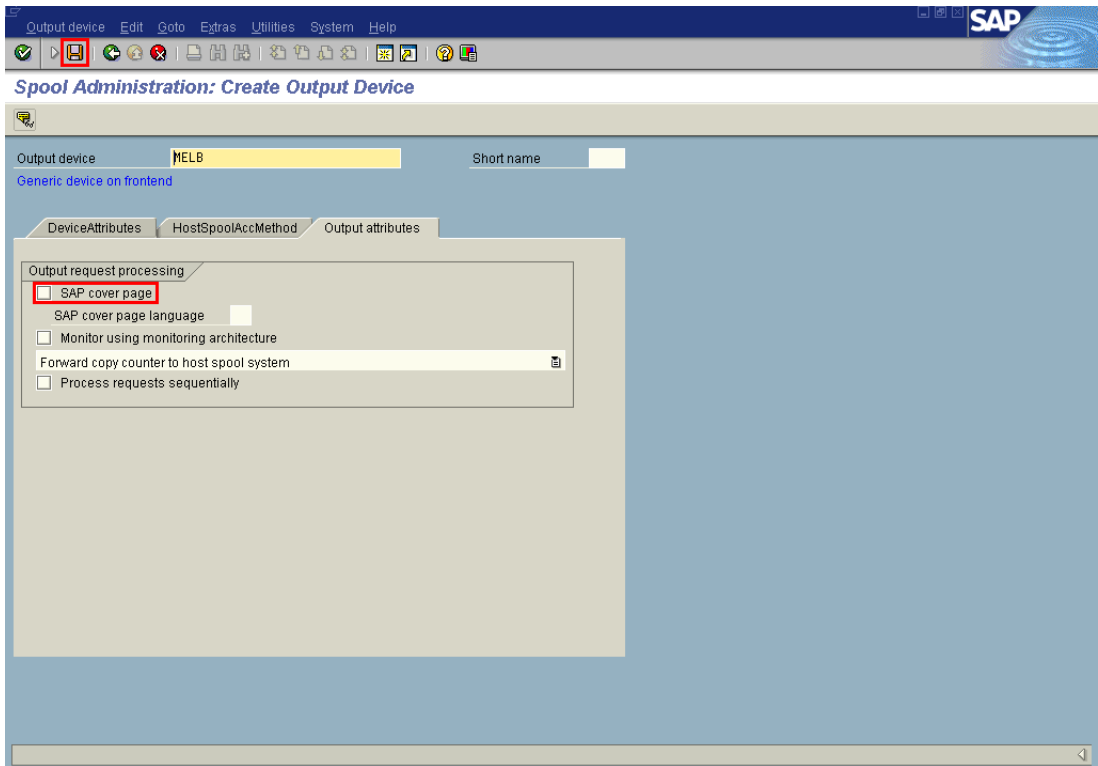 Output device Edit Goto Extras Utilities System Help
SAP
Spool Administration: Create Output Device
Output device MELB Short name
Generic device on frontend
DeviceAttributes HostSpoolAccMethod Output attributes
Output request processing
SAP cover page
SAP cover page language
Monitor using monitoring architecture
Forward copy counter to host spool system
Process requests sequentially